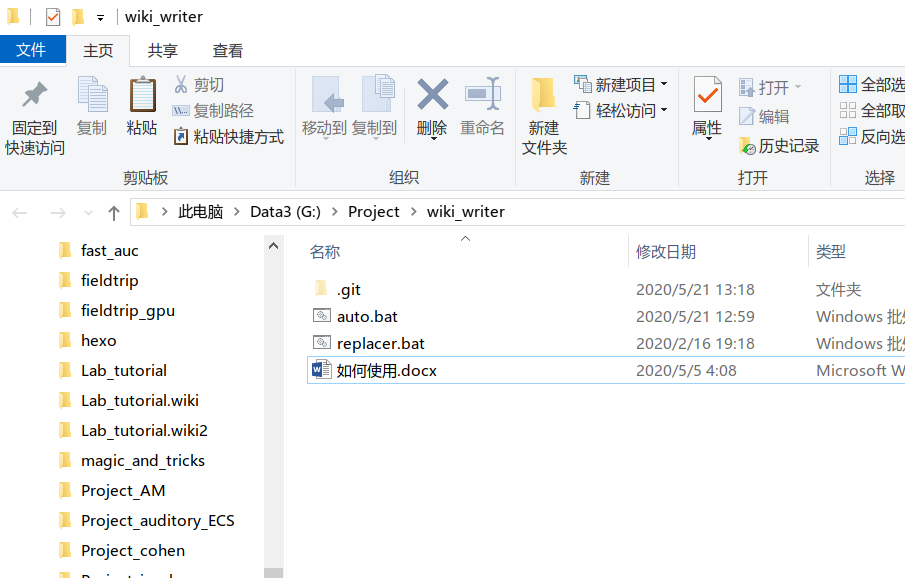 wiki_writer
文件 主页 共享 查看
固定到
快速访问
复制
粘贴
剪切
复制路径
粘贴快捷方式
剪贴板
移动到 复制到 删除 重命名
组织
新建
文件夹
新建项目
轻松访问
新建
属性
打开
编辑
历史记录
打开
全部选
全部取
反向选
选择
此电脑 > Data3 (G:) > Project > wiki_writer
fast_auc
fieldtrip
fieldtrip_gpu
hexo
Lab_tutorial
Lab_tutorial.wiki
Lab_tutorial.wiki2
magic_and_tricks
Project_AM
Project_auditory_ECS
Project_cohen
名称 修改日期 类型
.git 2020/5/21 13:18 文件夹
auto.bat 2020/5/21 12:59 Windows 批处
replacer.bat 2020/2/16 19:18 Windows 批处
如何使用.docx 2020/5/5 4:08 Microsoft W